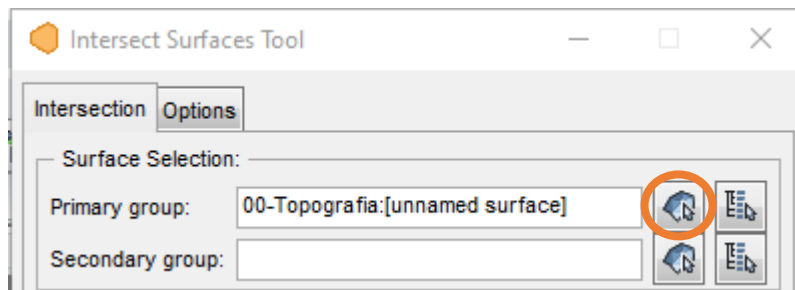 Intersect Surfaces Tool
Intersection Options
Surface Selection:
Primary group: 00-Topografia:[unnamed surface]
Secondary group: